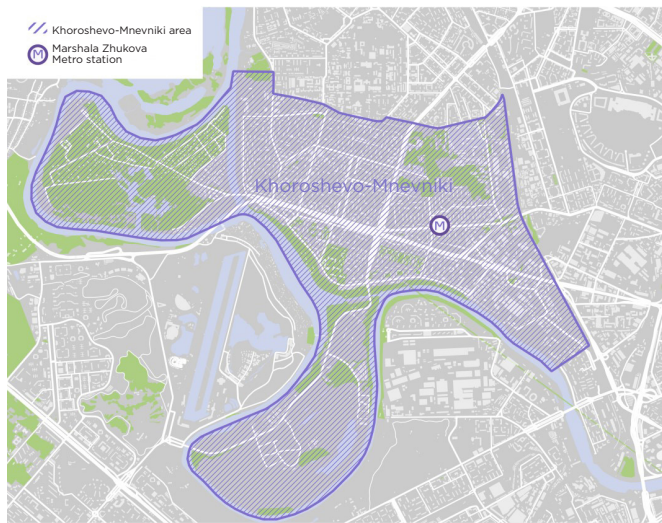 Khoroshevo-Mnevniki area
M
Marshala Zhukova
Metro station
Khoroshevo-Mnevniki
M